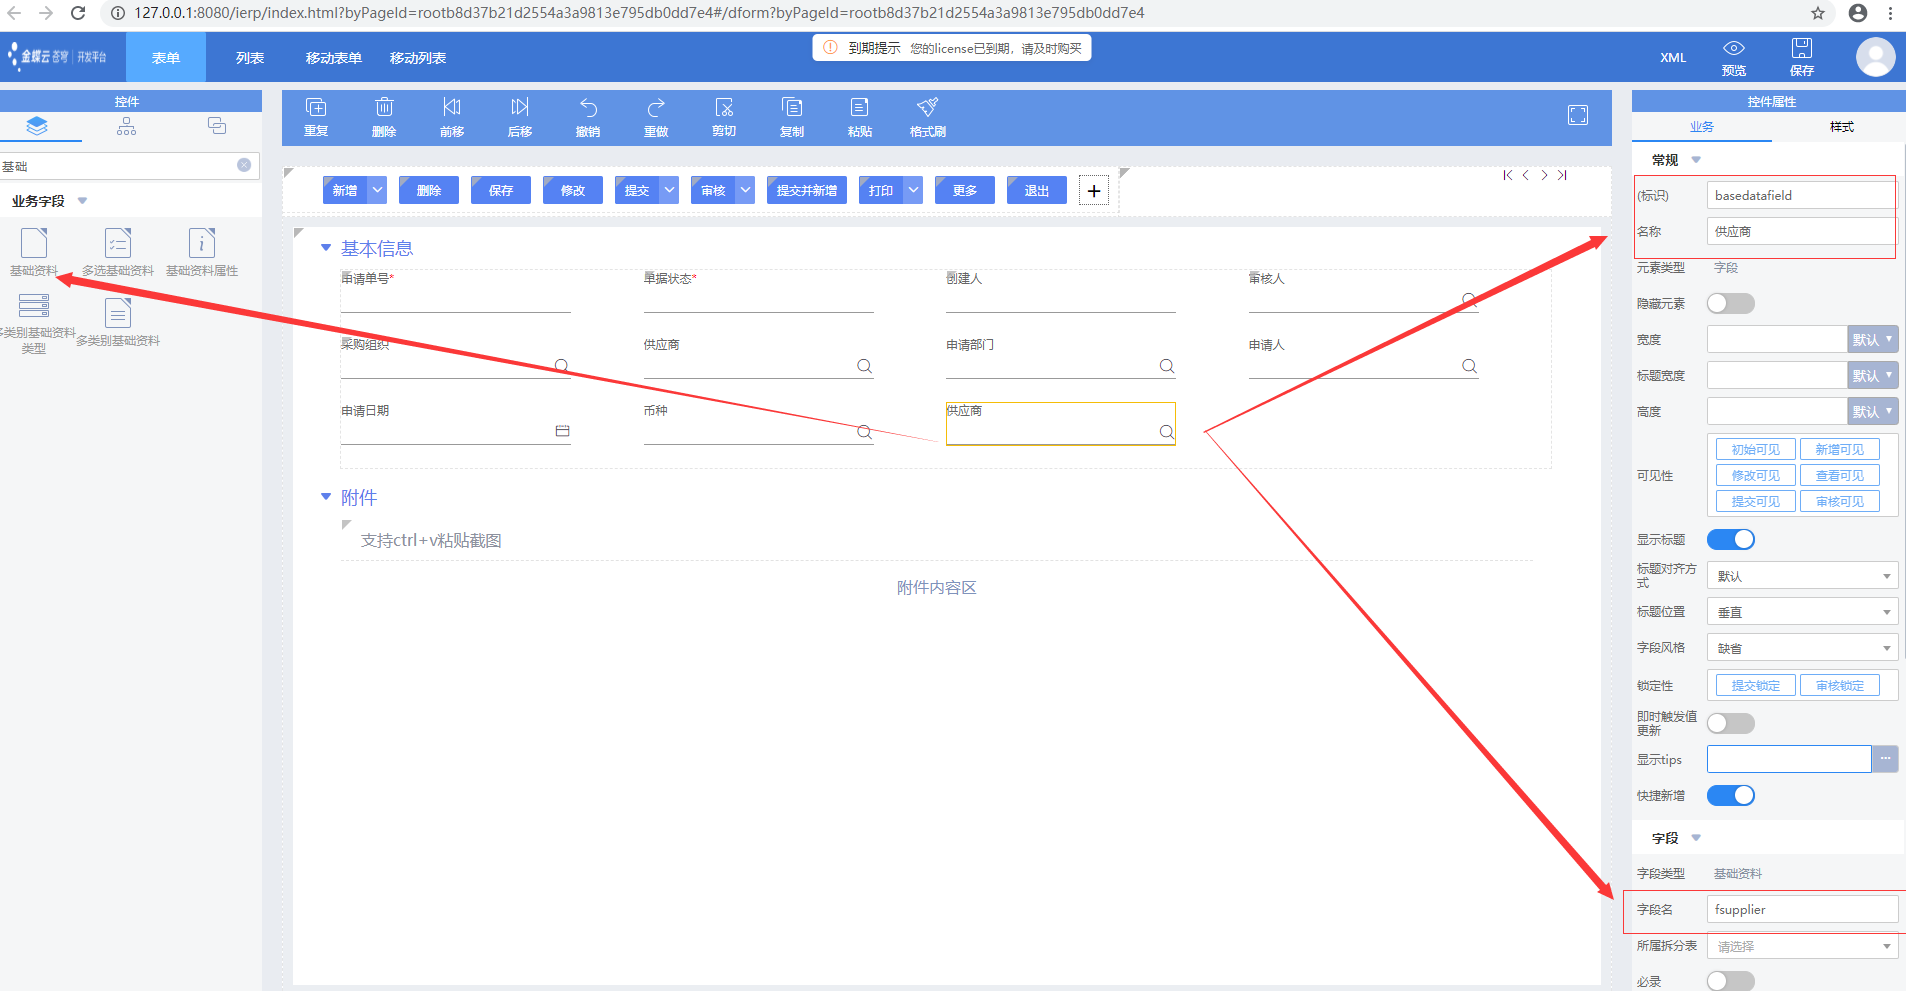 127.0.0.1:8080/ierp/index.html?byPageId=rootb8d37b21d2554a3a9813e795db0dd7e4#/dform?byPageId=rootb8d37b21d2554a3a9813e795db0dd7e4
金蝶云 苍穹 | 开发平台
表单
列表
移动表单
移动列表
到期提示 您的license已到期，请及时购买
XML
预览
保存
控件
基础
业务字段
基础资料
多选基础资料
基础资料属性
多类别基础资料
类型
多类别基础资料
重复
删除
前移
后移
撤销
重做
剪切
复制
粘贴
格式刷
新增
删除
保存
修改
提交
审核
提交并新增
打印
更多
退出
基本信息
申请单号*
单据状态*
创建人
审核人
采购组织
供应商
申请部门
申请人
申请日期
币种
供应商
附件
支持ctrl+v粘贴截图
附件内容区
控件属性
业务
样式
常规
(标识)
basedatafield
名称
供应商
元素类型
字段
隐藏元素
宽度
默认
标题宽度
默认
高度
默认
可见性
初始可见
新增可见
修改可见
查看可见
提交可见
审核可见
显示标题
标题对齐方
式
默认
标题位置
垂直
字段风格
缺省
锁定性
提交锁定
审核锁定
即时触发值
更新
显示tips
快捷新增
字段
字段类型
基础资料
字段名
fsupplier
所属拆分表
请选择
必录